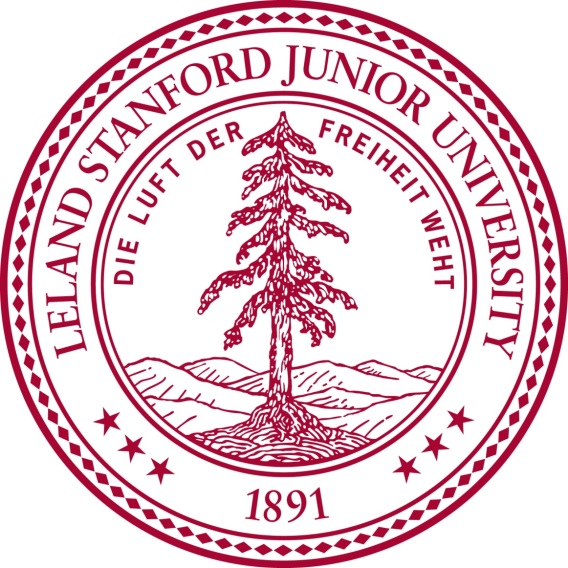 LELAND STANFORD JUNIOR UNIVERSITY
DIE LUFT DER FREIHEIT WEHT
1891